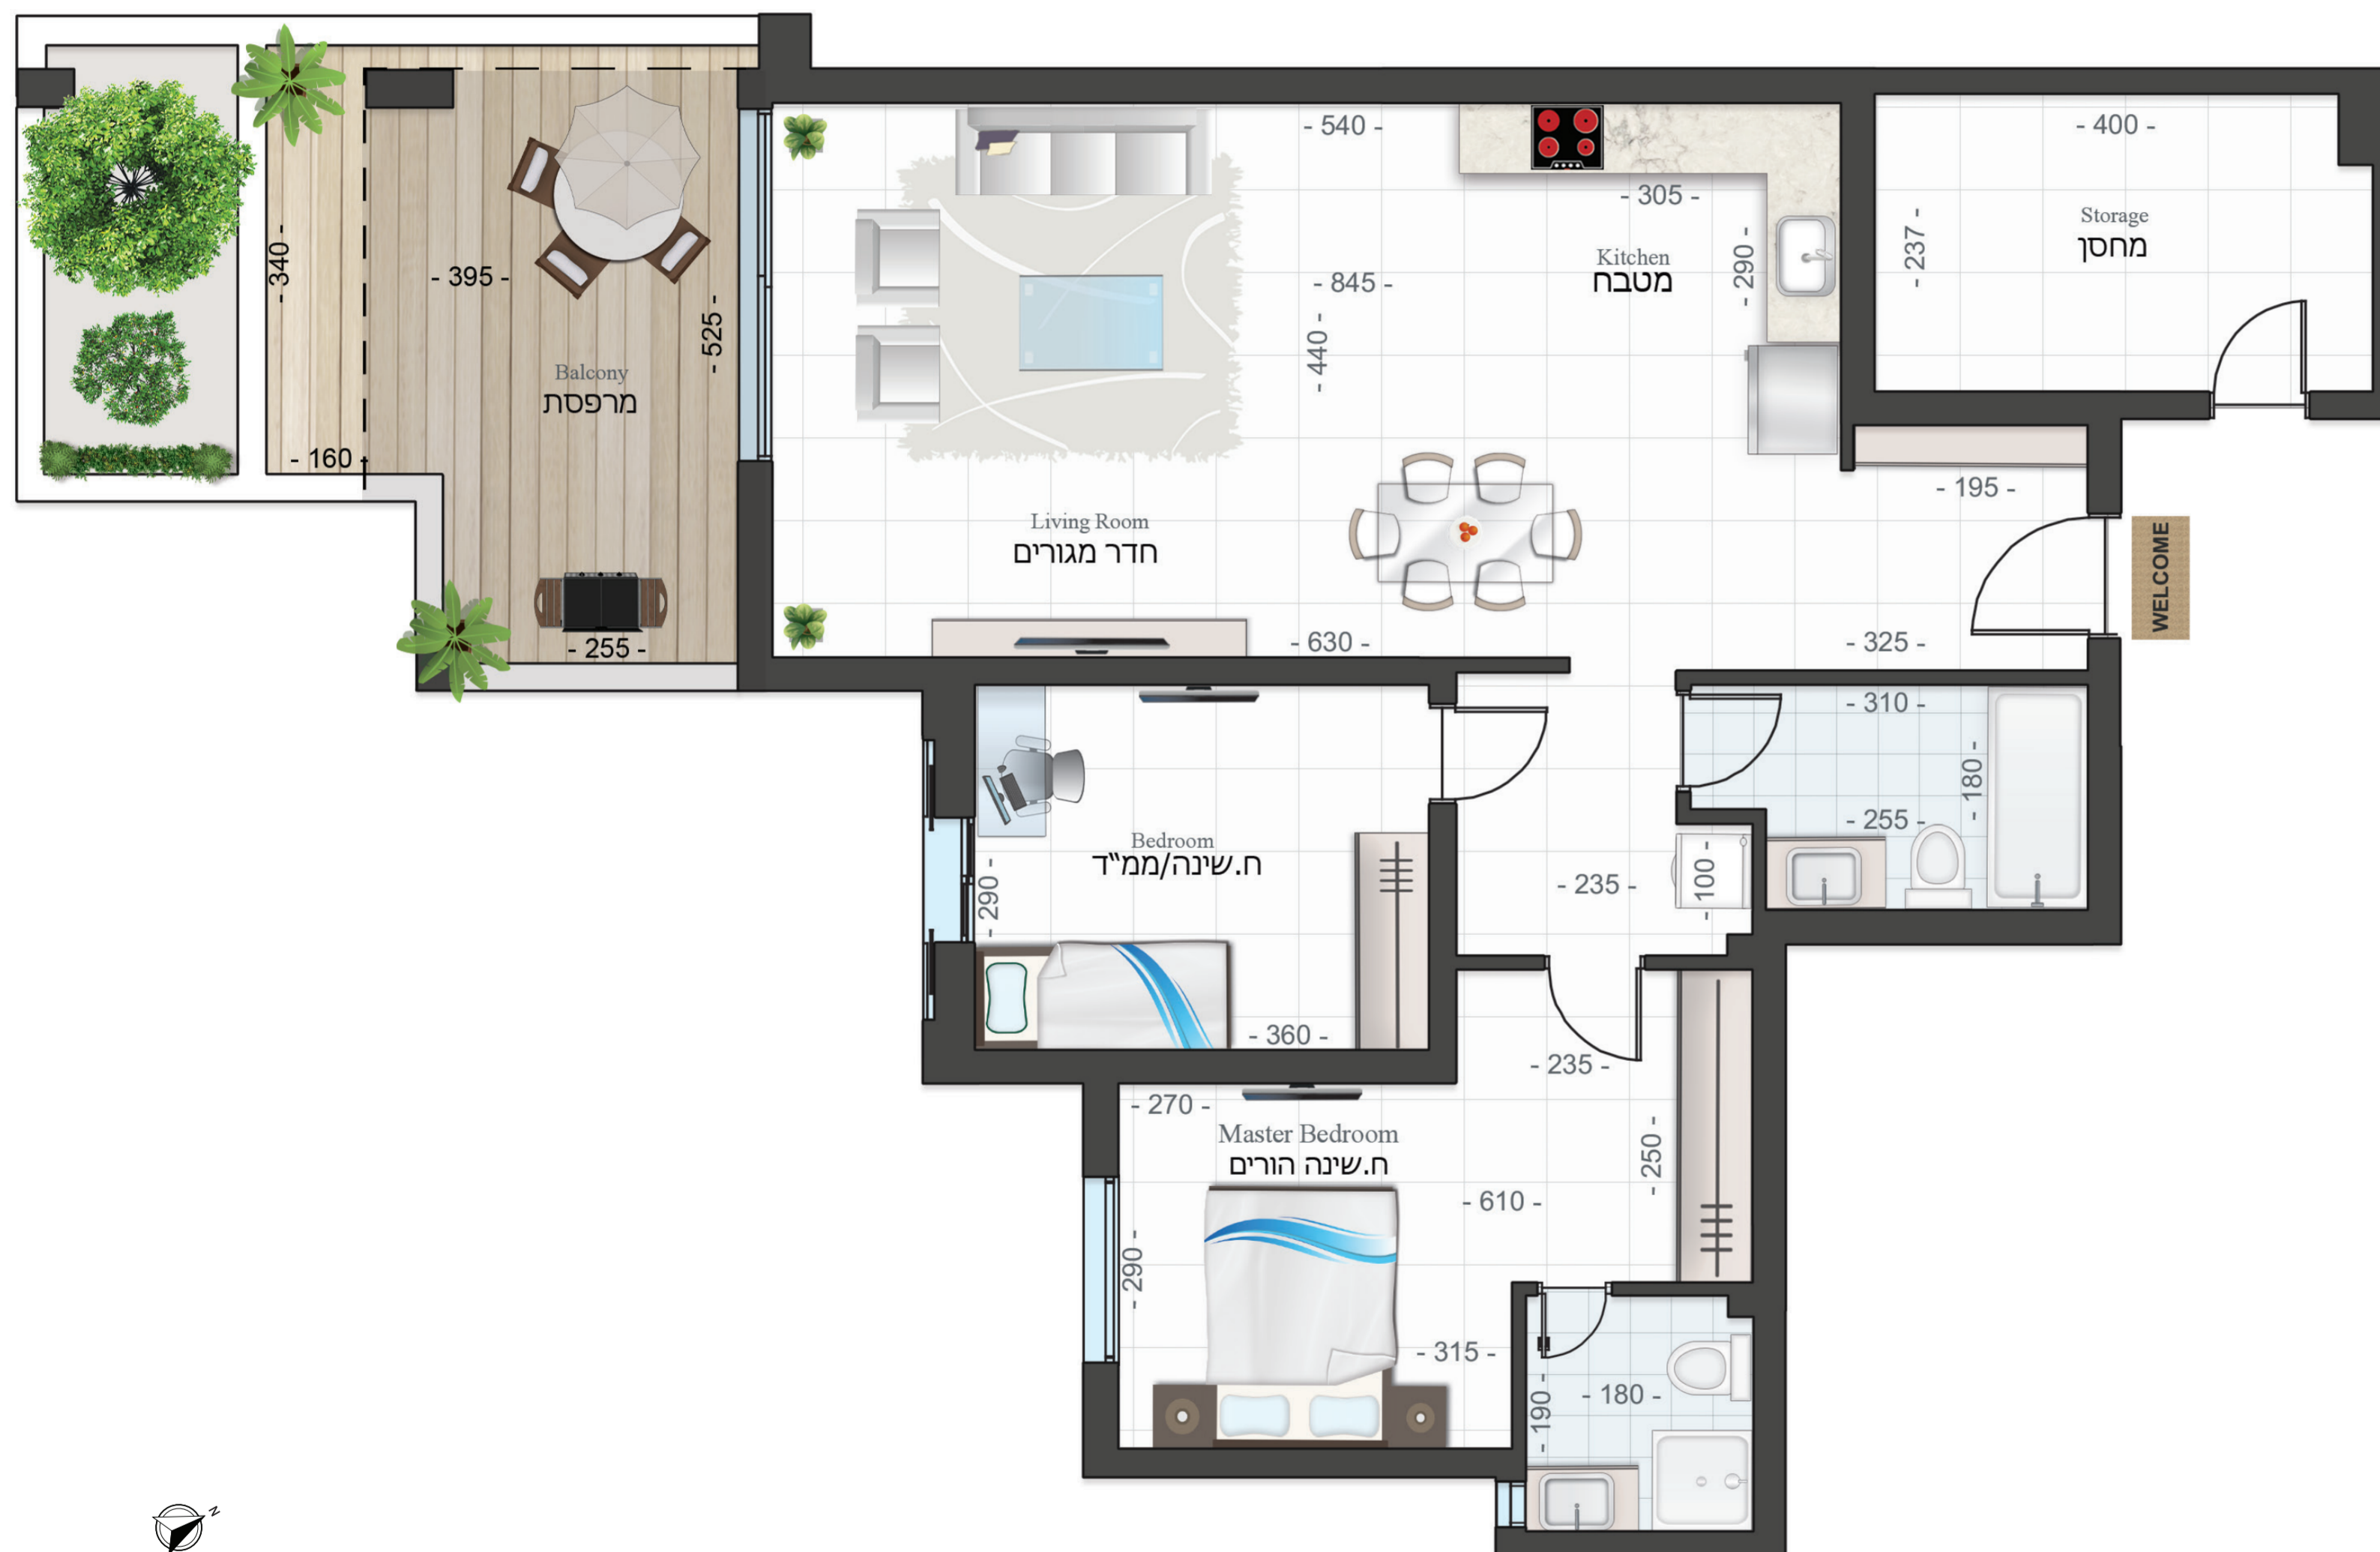 - 540 -
- 400 -
- 305 -
Storage
מחסן
- 237 -
Kitchen
מטבח
- 290 -
- 340 -
- 395 -
- 845 -
- 525 -
- 440 -
Balcony
מרפסת
- 160 -
- 195 -
Living Room
חדר מגורים
WELCOME
- 255 -
- 630 -
- 325 -
- 310 -
- 180 -
- 255 -
Bedroom
ח.שינה/ממ"ד
- 290 -
- 235 -
- 100 -
- 360 -
- 235 -
- 270 -
Master Bedroom
ח.שינה הורים
- 250 -
- 610 -
- 290 -
- 315 -
- 190 -
- 180 -
N